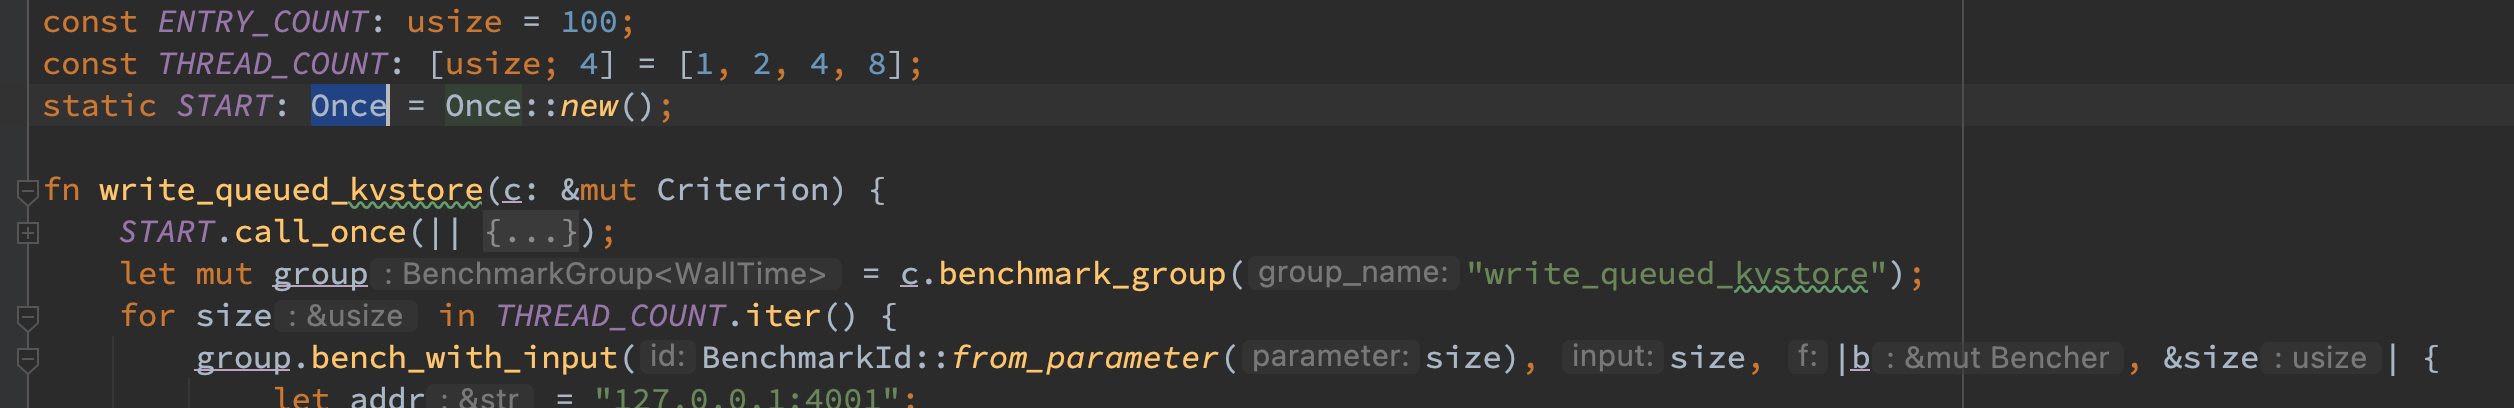 const ENTRY_COUNT: usize = 100;
const THREAD_COUNT: [usize; 4] = [1, 2, 4, 8];
static START: Once = Once::new();
fn write_queued_kvstore(c: &mut Criterion) {
START.call_once(|| {...});
let mut group : BenchmarkGroup<WallTime> = c.benchmark_group( group_name: "write_queued_kvstore");
for size : &usize in THREAD_COUNT.iter() {
group.bench_with_input( id: BenchmarkId::from_parameter( parameter: size), input: size, f: |b : &mut Bencher , &size : usize | {
let addr : &str = "127.0.0.1:4001";